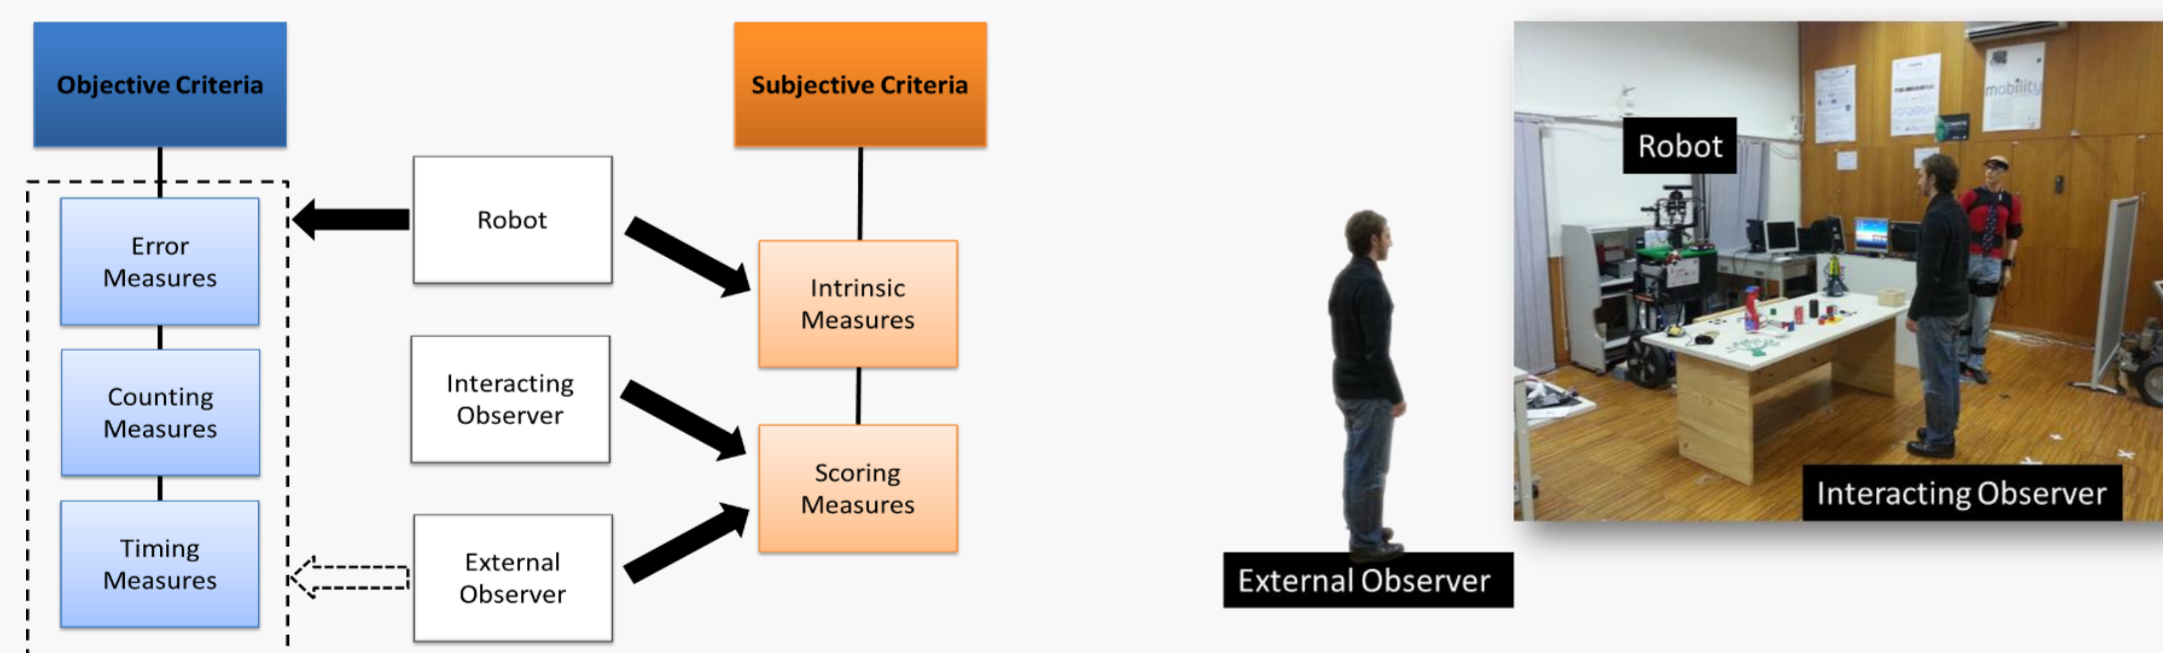 Objective Criteria
Error
Measures
Counting
Measures
Timing
Measures
Robot
Interacting
Observer
External
Observer
Subjective Criteria
Intrinsic
Measures
Scoring
Measures
External Observer
Robot
mobility
Interacting Observer